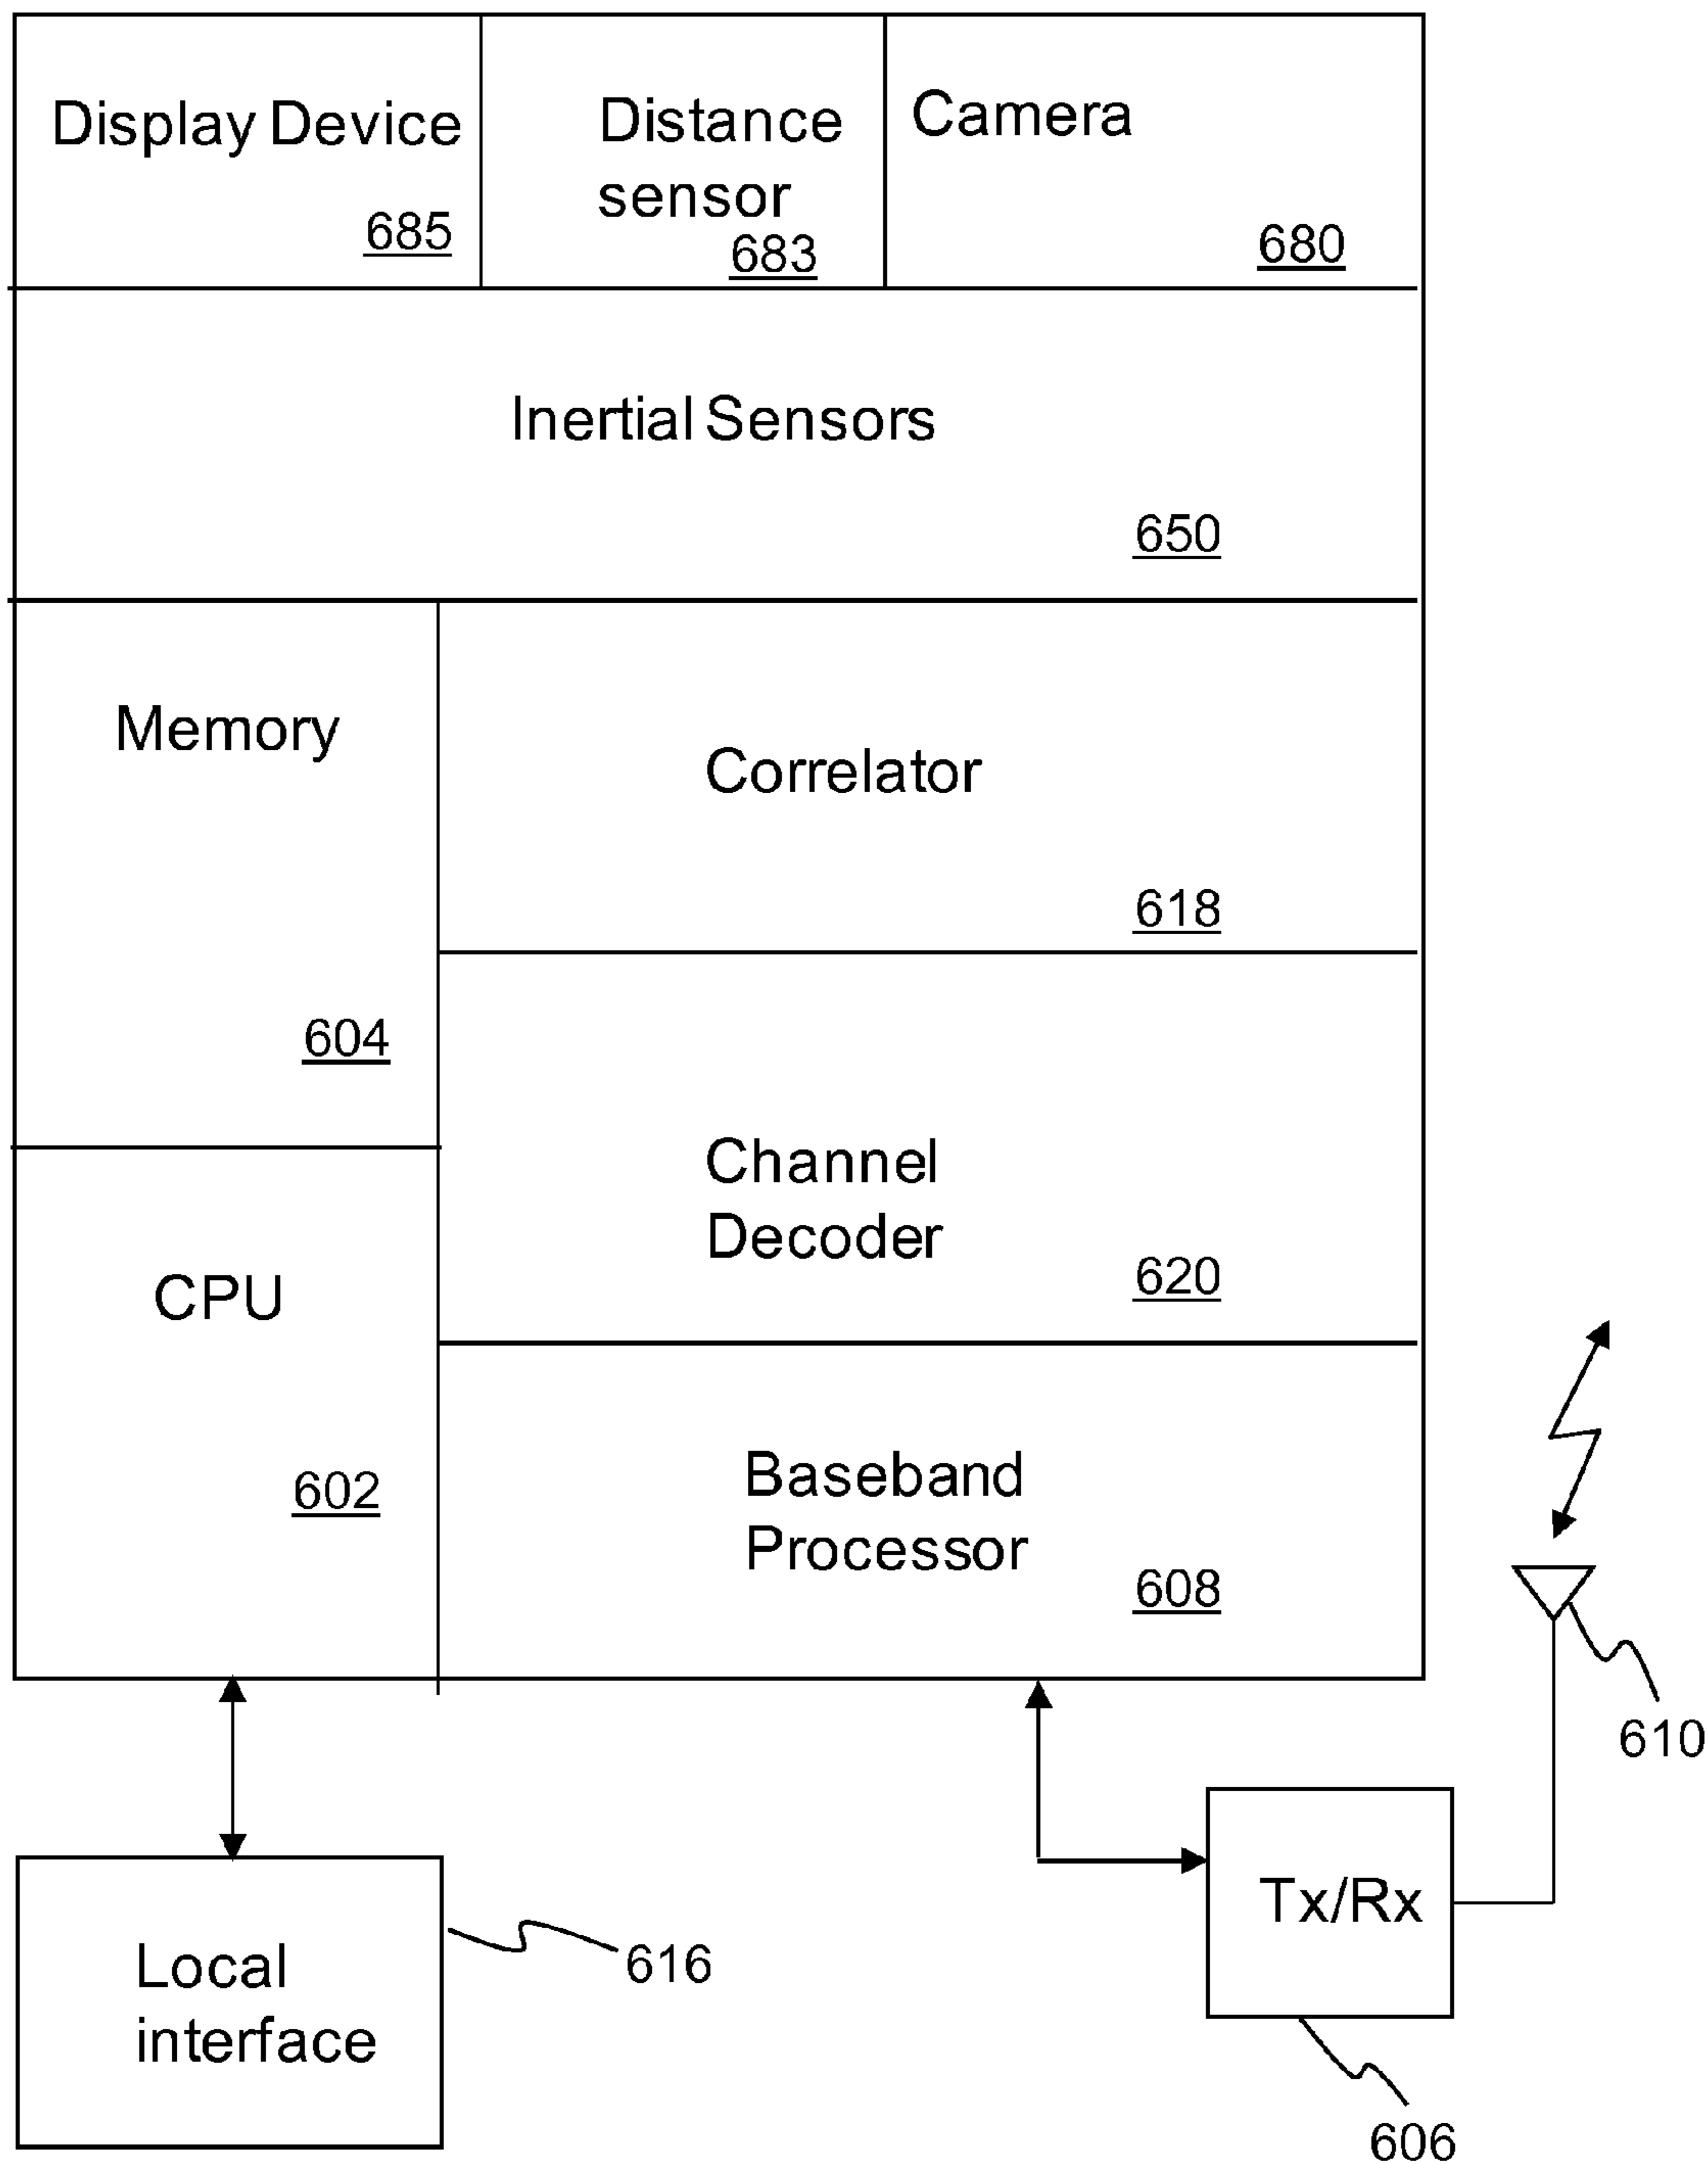 Display Device
685
Distance
sensor
683
Camera
680
Inertial Sensors
650
Memory
604
Correlator
618
Channel
Decoder
620
CPU
602
Baseband
Processor
608
610
Tx/Rx
606
Local
interface
616